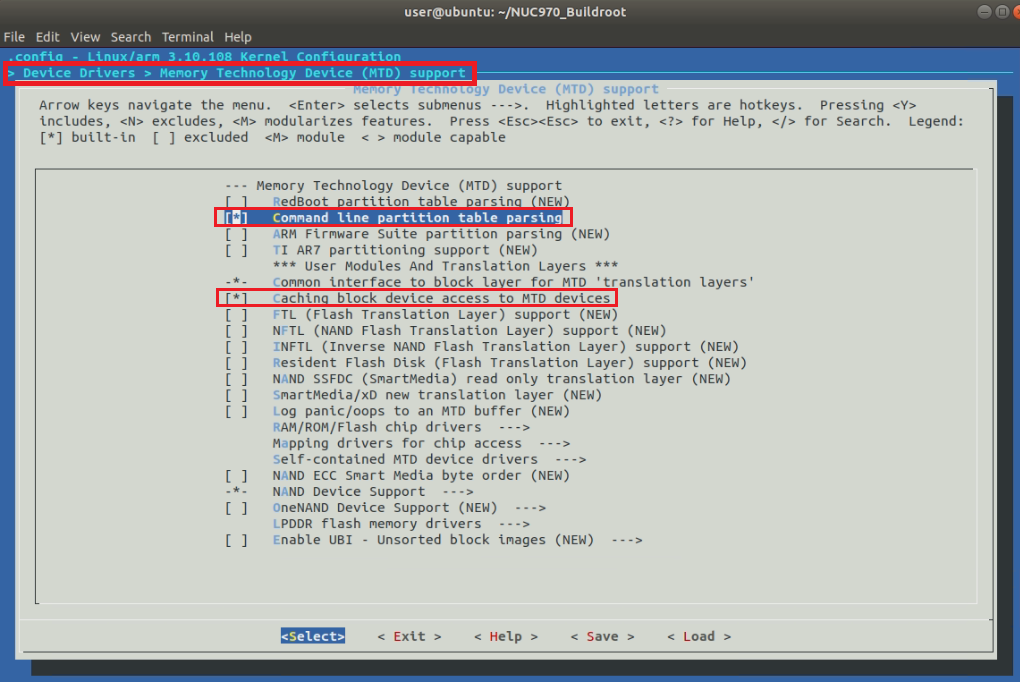 user@ubuntu: ~/NUC970_Buildroot
File Edit View Search Terminal Help
.config - Linux/arm 3.10.108 Kernel Configuration
> Device Drivers > Memory Technology Device (MTD) support
Memory Technology Device (MTD) support
Arrow keys navigate the menu. <Enter> selects submenus --->. Highlighted letters are hotkeys. Pressing <Y>
includes, <N> excludes, <M> modularizes features. Press <Esc><Esc> to exit, <?> for Help, </> for Search. Legend:
[*] built-in [ ] excluded <M> module < > module capable
--- Memory Technology Device (MTD) support
[ ] RedBoot partition table parsing (NEW)
[*] Command line partition table parsing
[ ] ARM Firmware Suite partition parsing (NEW)
[ ] TI AR7 partitioning support (NEW)
*** User Modules And Translation Layers ***
-*- Common interface to block layer for MTD 'translation layers'
[*] Caching block device access to MTD devices
[ ] FTL (Flash Translation Layer) support (NEW)
[ ] NFTL (NAND Flash Translation Layer) support (NEW)
[ ] INFTL (Inverse NAND Flash Translation Layer) support (NEW)
[ ] Resident Flash Disk (Flash Translation Layer) support (NEW)
[ ] NAND SSFDC (SmartMedia) read only translation layer (NEW)
[ ] SmartMedia/xD new translation layer (NEW)
[ ] Log panic/oops to an MTD buffer (NEW)
RAM/ROM/Flash chip drivers --->
Mapping drivers for chip access --->
Self-contained MTD device drivers --->
[ ] NAND ECC Smart Media byte order (NEW)
-*- NAND Device Support --->
[ ] OneNAND Device Support (NEW) --->
LPDDR flash memory drivers --->
[ ] Enable UBI - Unsorted block images (NEW) --->
<Select> < Exit > < Help > < Save > < Load >